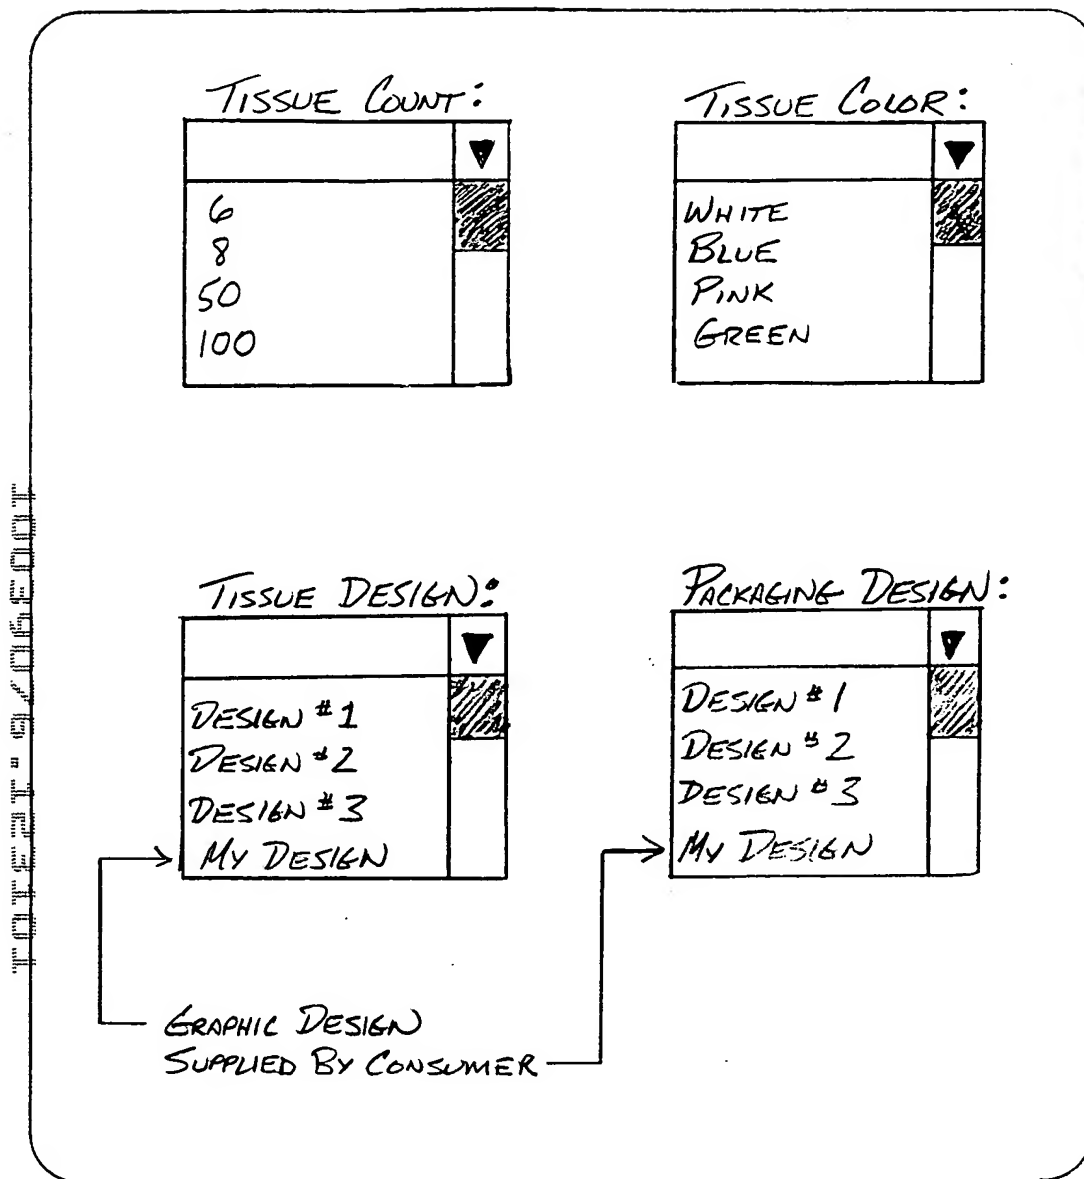 TISSUE COUNT:
6
8
50
100
TISSUE COLOR:
WHITE
BLUE
PINK
GREEN
TISSUE DESIGN:
DESIGN #1
DESIGN #2
DESIGN #3
MY DESIGN
PACKAGING DESIGN:
DESIGN #1
DESIGN #2
DESIGN #3
MY DESIGN
GRAPHIC DESIGN
SUPPLIED BY CONSUMER